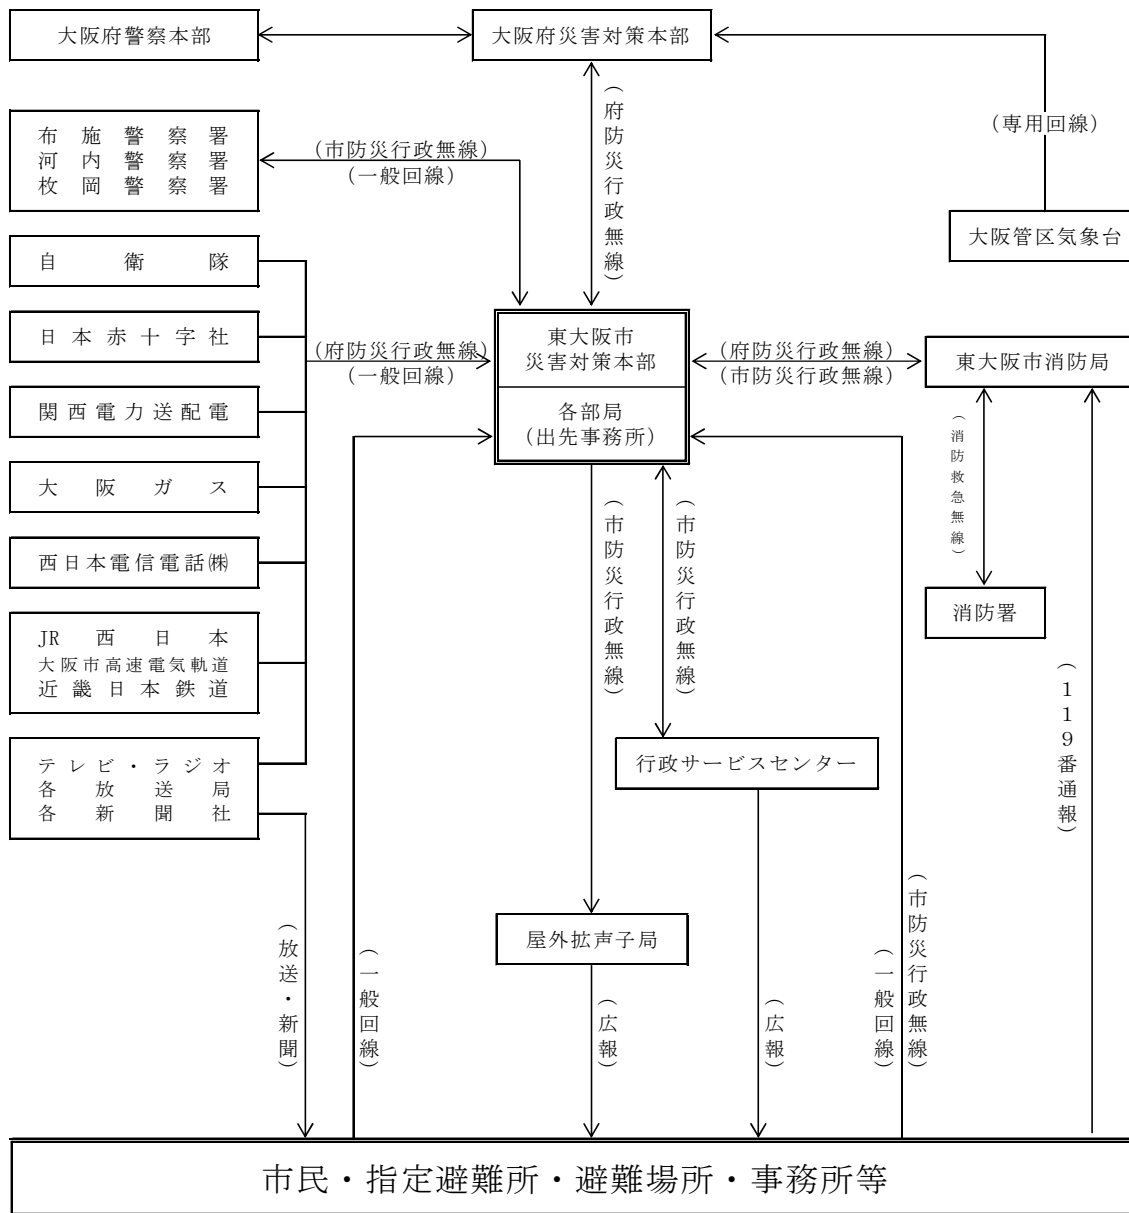 大阪府警察本部
大阪府災害対策本部
(府防災行政無線)
(専用回線)
布施警察署
河内警察署
枚岡警察署
(市防災行政無線)
(一般回線)
大阪管区気象台
自衛隊
日本赤十字社
関西電力送配電
大阪ガス
西日本電信電話㈱
JR西日本
大阪市高速電気軌道
近畿日本鉄道
テレビ・ラジオ
各放送局
各新聞社
(府防災行政無線)
(一般回線)
東大阪市
災害対策本部
各部局
(出先事務所)
(府防災行政無線)
(市防災行政無線)
東大阪市消防局
(消防救急無線)
消防署
(119番通報)
(市防災行政無線)
(市防災行政無線)
行政サービスセンター
屋外拡声子局
(放送・新聞)
(一般回線)
(広報)
(広報)
(一般回線)
(市防災行政無線)
市民・指定避難所・避難場所・事務所等